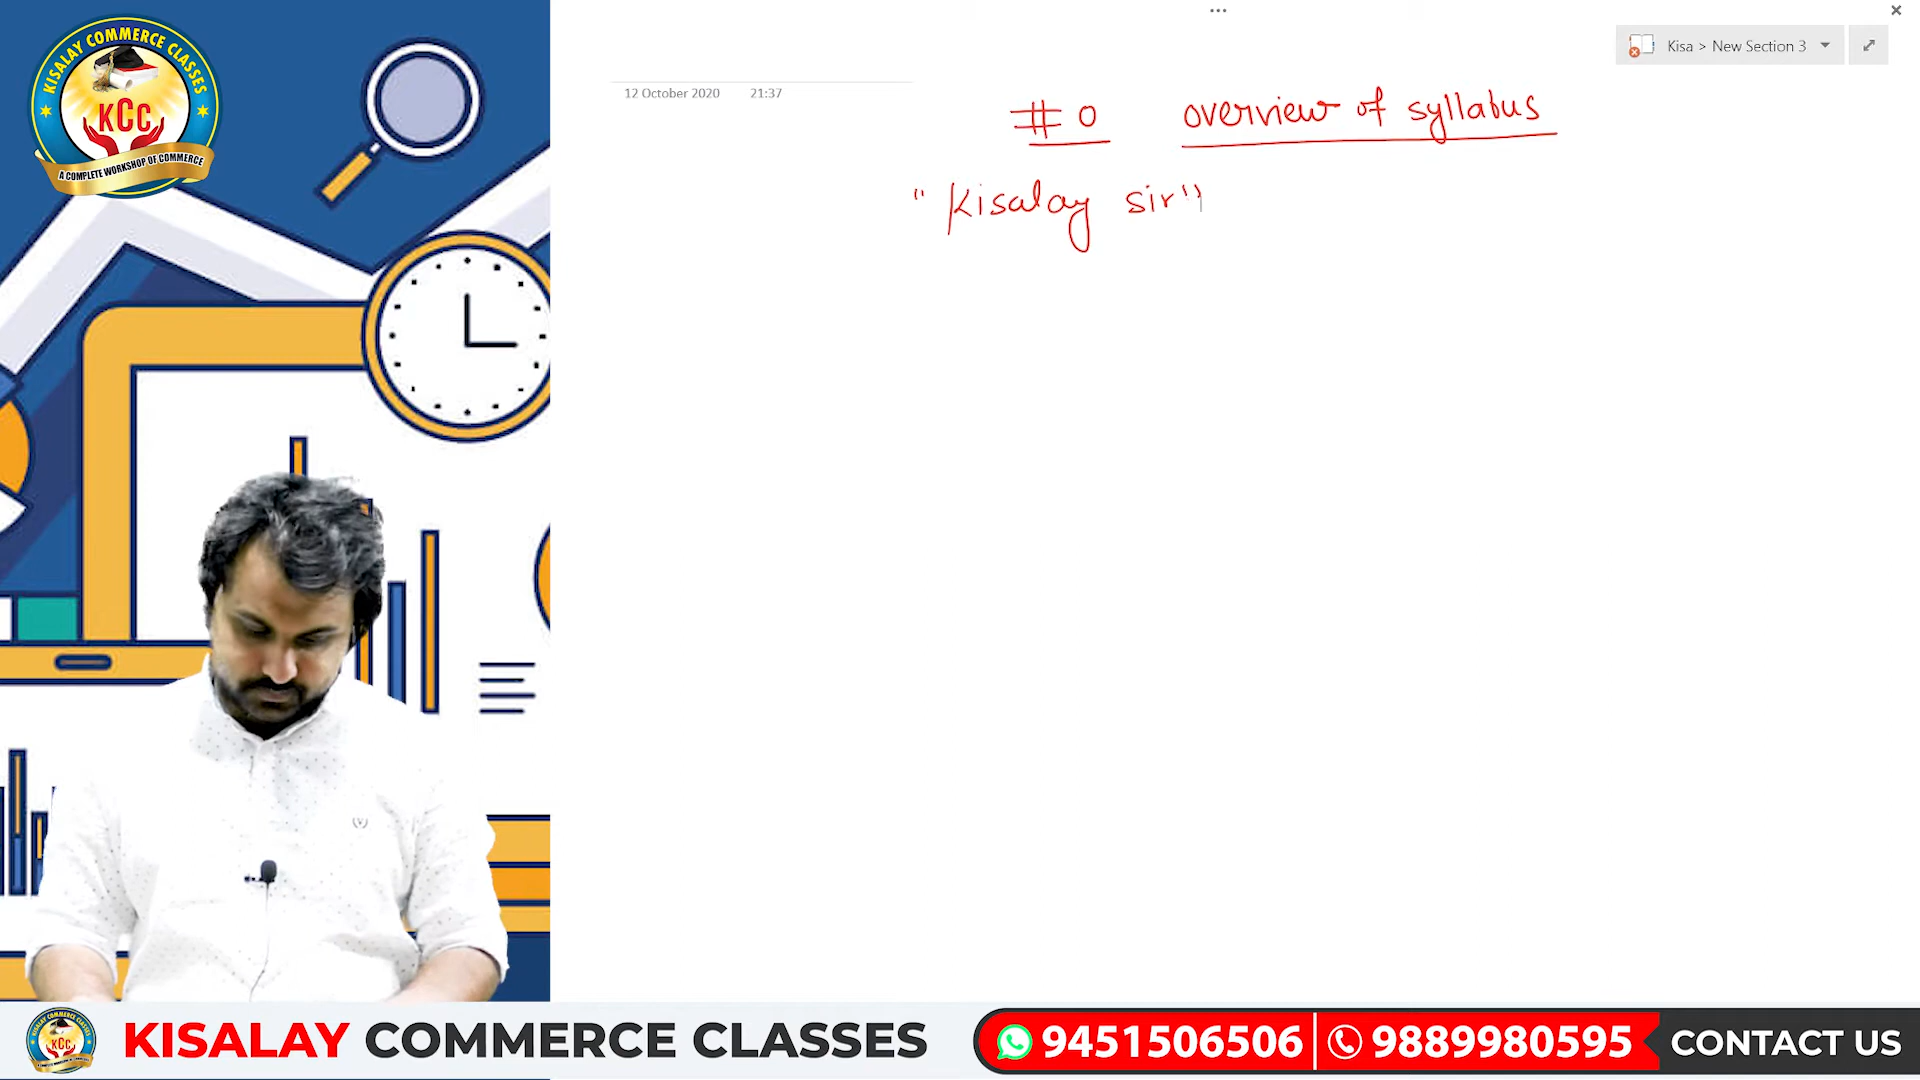 KISALAY COMMERCE CLASSES
KCC
A COMPLETE WORKSHOP OF COMMERCE
Kisa > New Section 3
12 October 2020 21:37
# 0 overview of syllabus
"Kisalay sir"
KISALAY COMMERCE CLASSES
9451506506
9889980595
CONTACT US